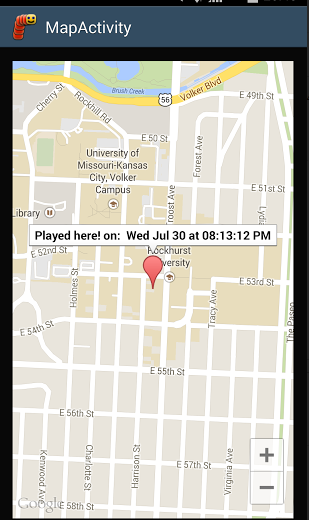 MapActivity
Brush Creek
Volker Blvd
56
Cherry St
Rockhill Rd
E 49th St
E 50 St
Forest Ave
University of
Missouri-Kansas
City, Volker
Campus
E 51st St
Library
Played here! on: Wed Jul 30 at 08:13:12 PM
E 52nd St
Rockhurst
Holmes St
E 53rd St
Tracy Ave
The Paseo
E 54th St
E 55th St
E 56th St
Kenwood Ave
Charlotte St
Harrison St
E 57th St
Virginia Ave
Google
E 58th St